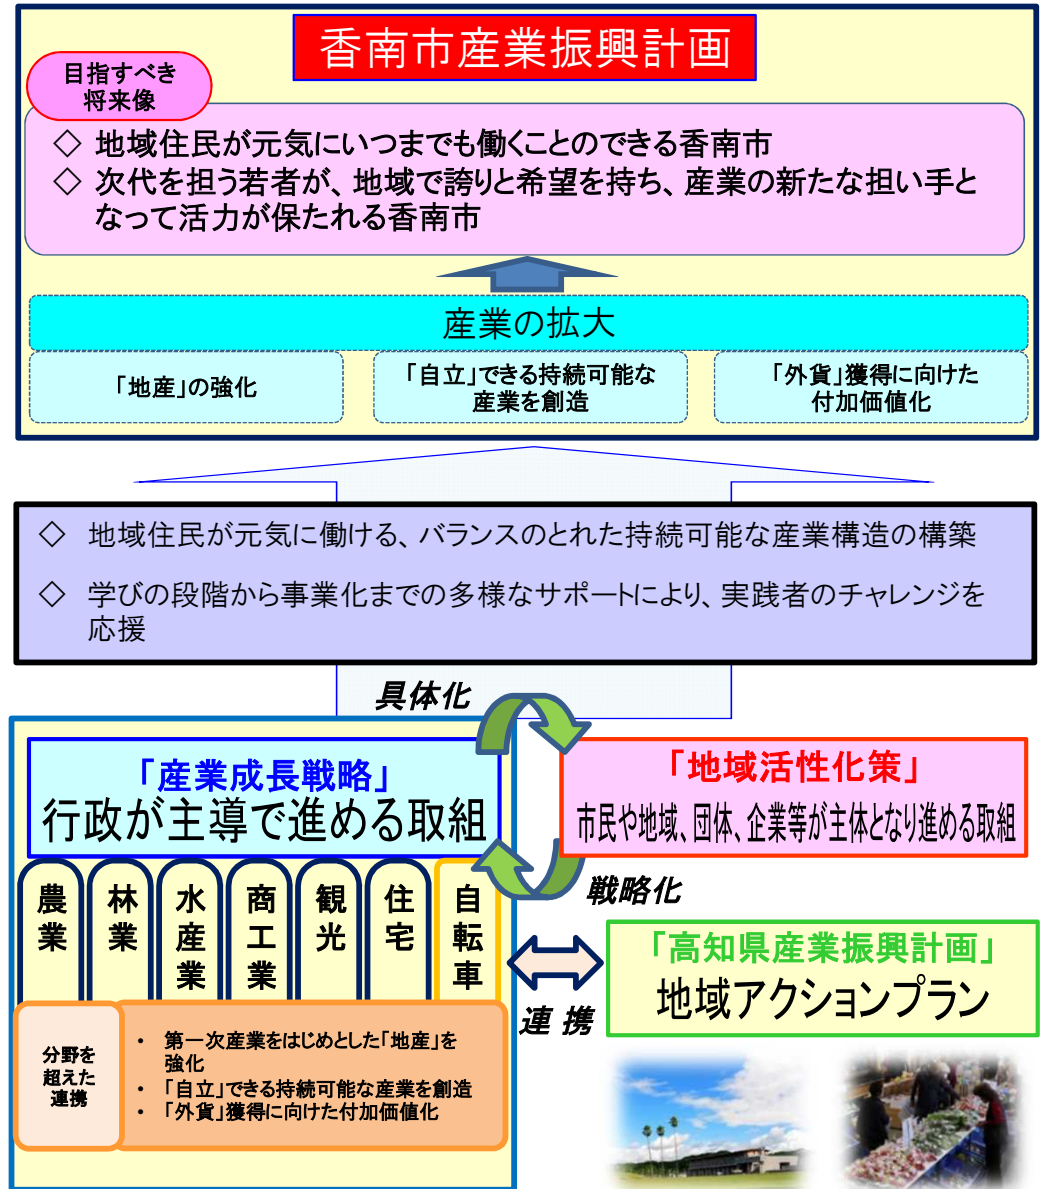 香南市産業振興計画
目指すべき
将来像
◇ 地域住民が元気にいつまでも働くことのできる香南市
◇ 次代を担う若者が、地域で誇りと希望を持ち、産業の新たな担い手と
なって活力が保たれる香南市
産業の拡大
「地産」の強化
「自立」できる持続可能な
産業を創造
「外貨」獲得に向けた
付加価値化
◇ 地域住民が元気に働ける、バランスのとれた持続可能な産業構造の構築
◇ 学びの段階から事業化までの多様なサポートにより、実践者のチャレンジを
応援
具体化
「産業成長戦略」
行政が主導で進める取組
「地域活性化策」
市民や地域、団体、企業等が主体となり進める取組
戦略化
農業
林業
水産業
商工業
観光
住宅
自転車
「高知県産業振興計画」
地域アクションプラン
連 携
分野を
超えた
連携
・ 第一次産業をはじめとした「地産」を
強化
・ 「自立」できる持続可能な産業を創造
・ 「外貨」獲得に向けた付加価値化